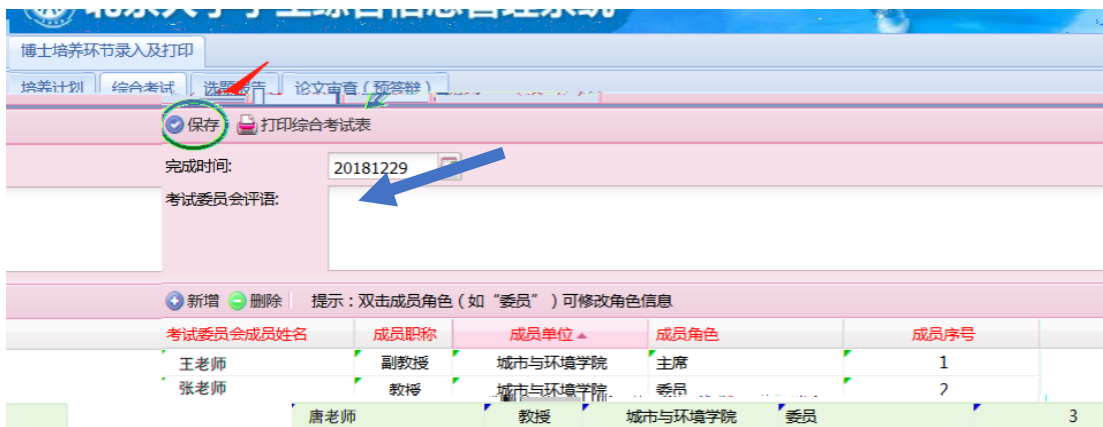 北京大学学生综合信息管理系统
博士培养环节录入及打印
培养计划 综合考试 选题报告 论文审查(预答辩)
保存 打印综合考试表
完成时间: 20181229
考试委员会评语:
新增 删除 提示:双击成员角色(如“委员”)可修改角色信息
考试委员会成员姓名 成员职称 成员单位 成员角色 成员序号
王老师 副教授 城市与环境学院 主席 1
张老师 教授 城市与环境学院 委员 2
唐老师 教授 城市与环境学院 委员 3